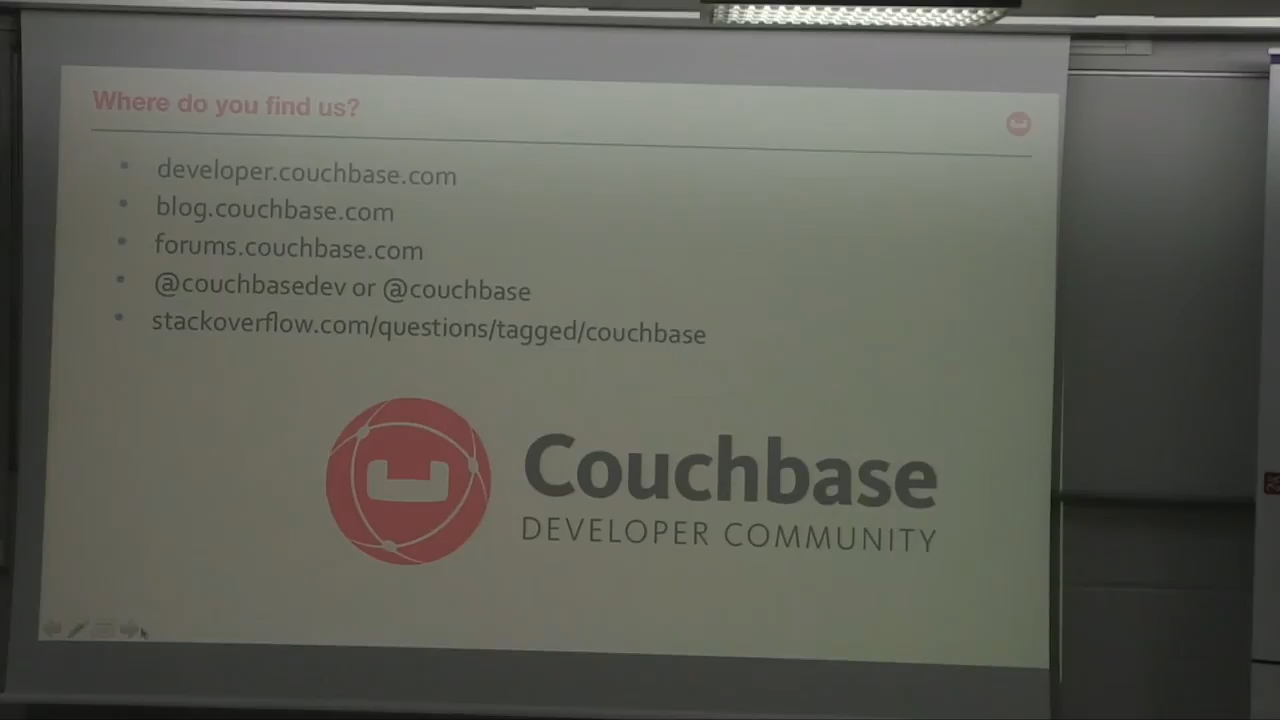 Where do you find us?
developer.couchbase.com
blog.couchbase.com
forums.couchbase.com
@couchbasedev or @couchbase
stackoverflow.com/questions/tagged/couchbase
Couchbase
DEVELOPER COMMUNITY